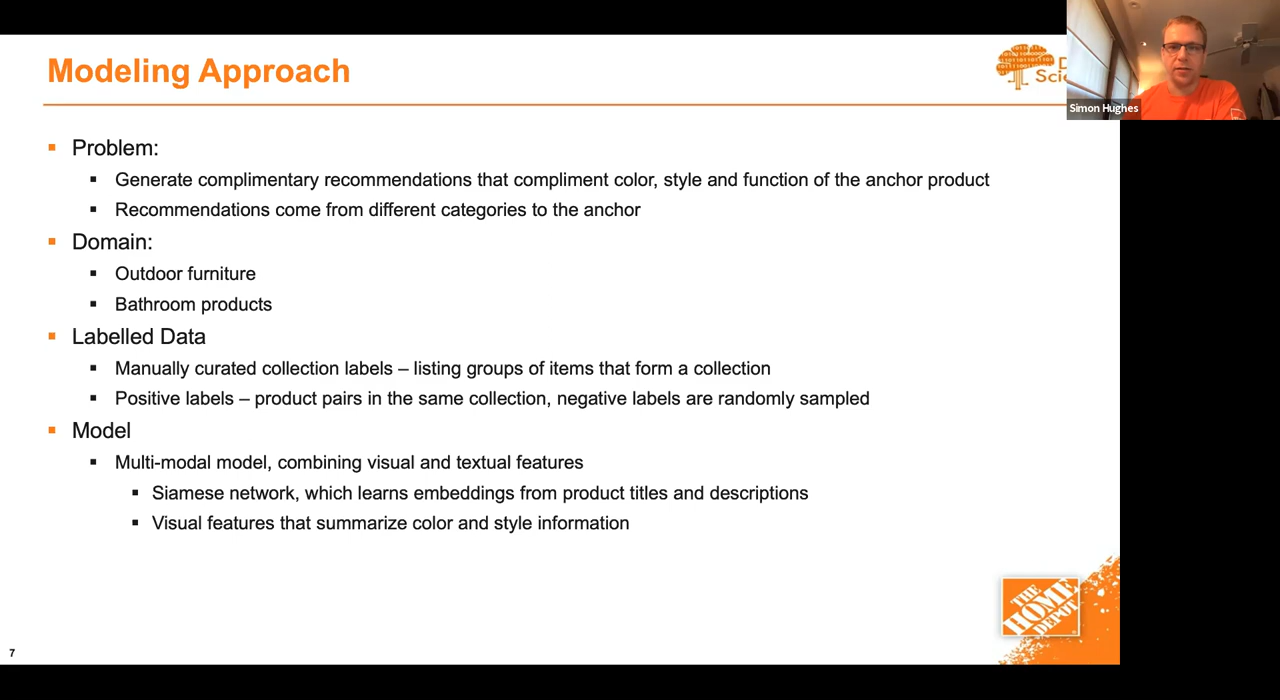 Modeling Approach
Simon Hughes
Problem:
Generate complimentary recommendations that compliment color, style and function of the anchor product
Recommendations come from different categories to the anchor
Domain:
Outdoor furniture
Bathroom products
Labelled Data
Manually curated collection labels – listing groups of items that form a collection
Positive labels – product pairs in the same collection, negative labels are randomly sampled
Model
Multi-modal model, combining visual and textual features
Siamese network, which learns embeddings from product titles and descriptions
Visual features that summarize color and style information
THE
HOME
DEPOT
7